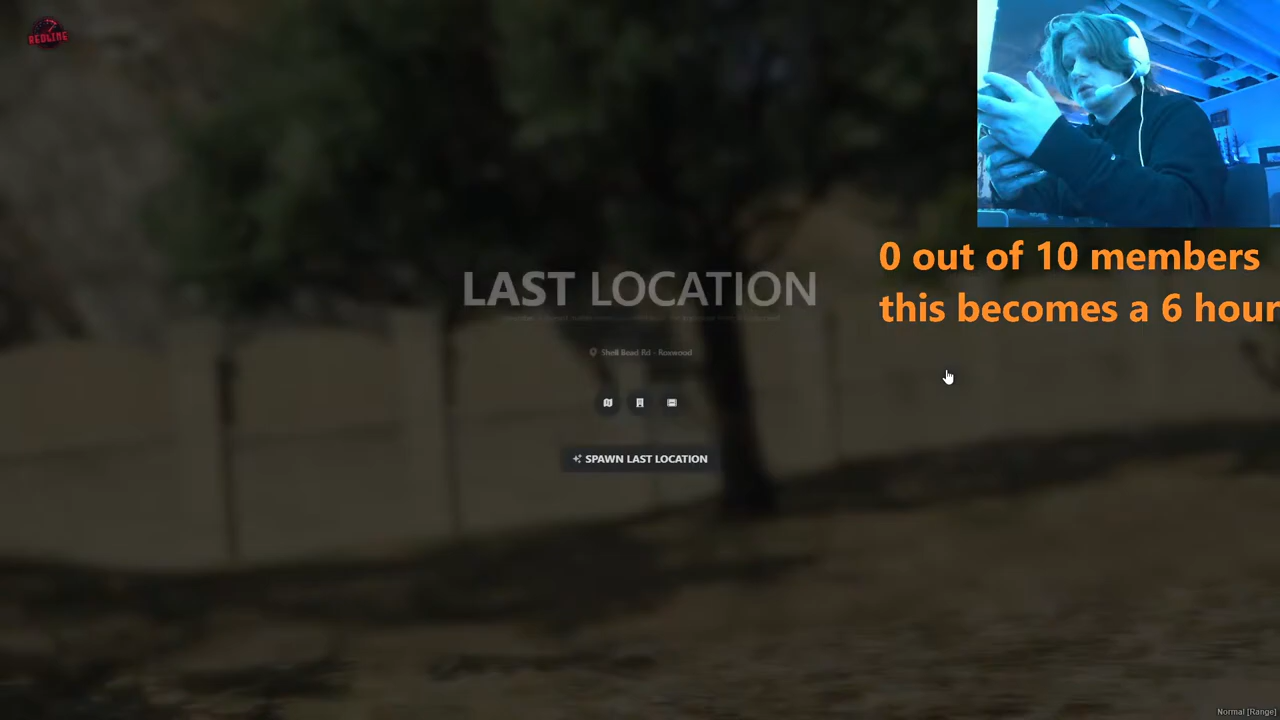 REDLINE
0 out of 10 members
this becomes a 6 hour
LAST LOCATION
Shell Bead Rd - Roxwood
SPAWN LAST LOCATION
Normal [Range]